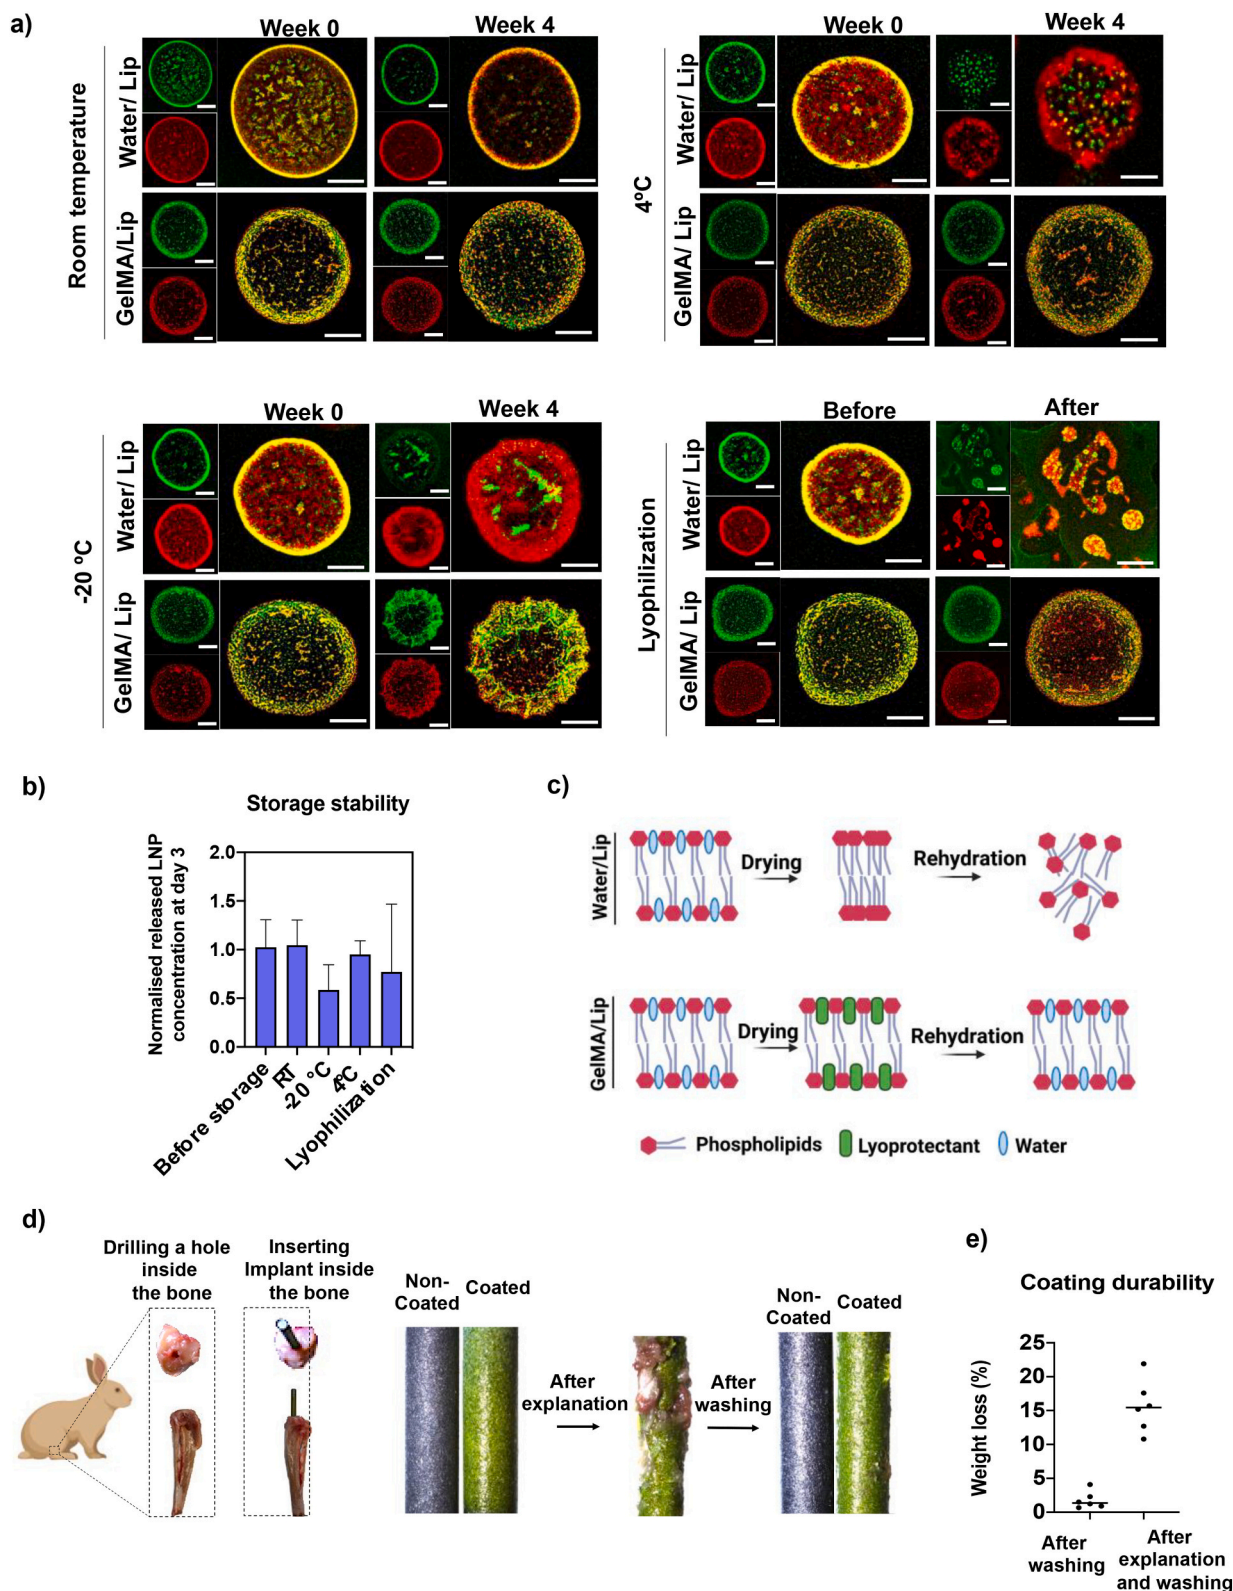 a)
Week 0
Week 4
Room temperature
Water/ Lip
GelMA/Lip
Week 0
Week 4
4ºC
Water/ Lip
GelMA/ Lip
Week 0
Week 4
-20 ºC
Water/ Lip
GelMA/ Lip
Before
After
Lyophilization
Water/ Lip
GelMA/ Lip
b)
Storage stability
Normalised released LNP
concentration at day 3
2.0
1.5
1.0
0.5
0.0
Before storage
RT
-20 °C
4ºC
Lyophilization
c)
Water/Lip
Drying
Rehydration
GelMA/Lip
Drying
Rehydration
Phospholipids
Lyoprotectant
Water
d)
Drilling a hole
inside
the bone
Inserting
Implant inside
the bone
Non-
Coated
Coated
After
explanation
After
washing
Non-
Coated
Coated
e)
Coating durability
Weight loss (%)
25
20
15
10
5
0
After
washing
After
explanation
and washing